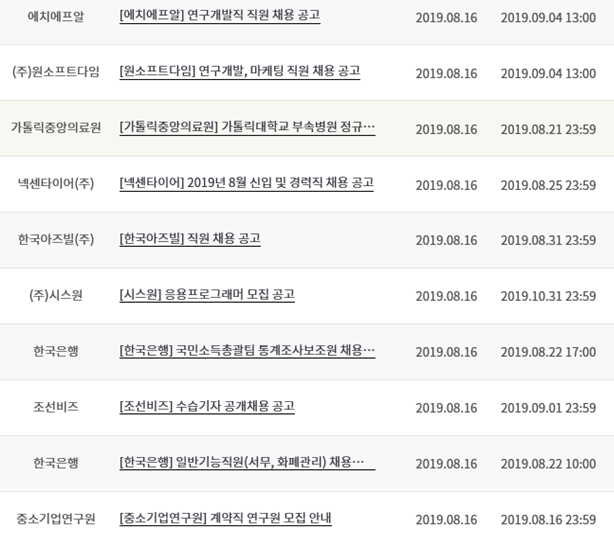 에치에프알 [에치에프알] 연구개발직 직원 채용 공고 2019.08.16 2019.09.04 13:00
(주)원소프트다임 [원소프트다임] 연구개발, 마케팅 직원 채용 공고 2019.08.16 2019.09.04 13:00
가톨릭중앙의료원 [가톨릭중앙의료원] 가톨릭대학교 부속병원 정규… 2019.08.16 2019.08.21 23:59
넥센타이어(주) [넥센타이어] 2019년 8월 신입 및 경력직 채용 공고 2019.08.16 2019.08.25 23:59
한국아즈빌(주) [한국아즈빌] 직원 채용 공고 2019.08.16 2019.08.31 23:59
(주)시스원 [시스원] 응용프로그래머 모집 공고 2019.08.16 2019.10.31 23:59
한국은행 [한국은행] 국민소득총괄팀 통계조사보조원 채용… 2019.08.16 2019.08.22 17:00
조선비즈 [조선비즈] 수습기자 공개채용 공고 2019.08.16 2019.09.01 23:59
한국은행 [한국은행] 일반기능직원(서무, 화폐관리) 채용… 2019.08.16 2019.08.22 10:00
중소기업연구원 [중소기업연구원] 계약직 연구원 모집 안내 2019.08.16 2019.08.16 23:59